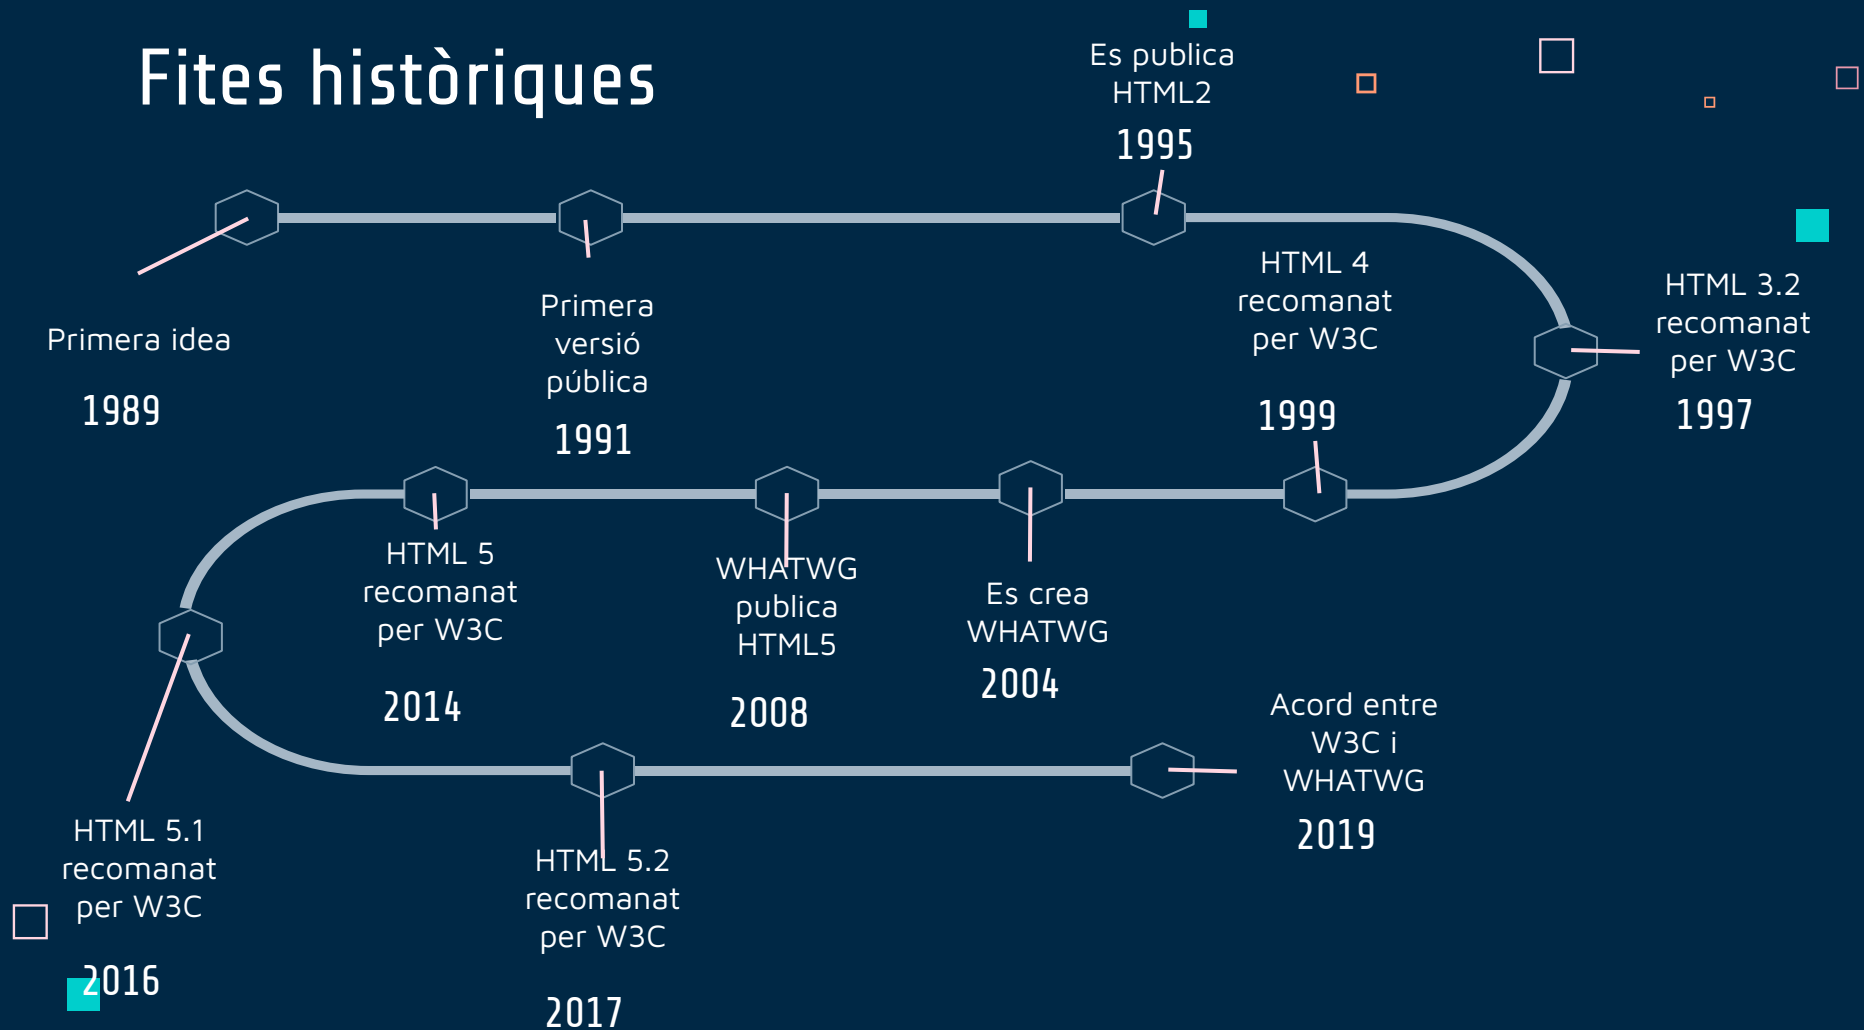 Fites històriques
Primera idea
1989
Primera
versió
pública
1991
Es publica
HTML2
1995
HTML 3.2
recomanat
per W3C
1997
HTML 4
recomanat
per W3C
1999
Es crea
WHATWG
2004
WHATWG
publica
HTML5
2008
HTML 5
recomanat
per W3C
2014
HTML 5.1
recomanat
per W3C
2016
HTML 5.2
recomanat
per W3C
2017
Acord entre
W3C i
WHATWG
2019